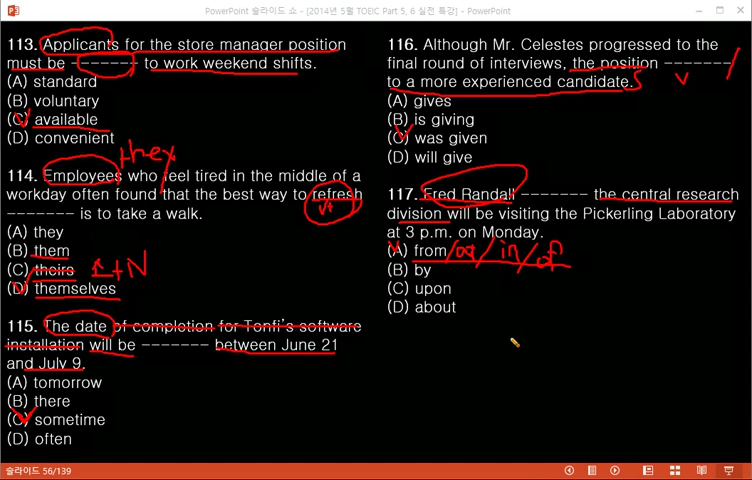 PowerPoint 슬라이드 쇼 - [2014년 5월 TOEIC Part 5, 6 실전 특강] - PowerPoint
113. Applicants for the store manager position
must be ------- to work weekend shifts.
(A) standard
(B) voluntary
(C) available
(D) convenient
they
114. Employees who feel tired in the middle of a
workday often found that the best way to refresh
vt
------- is to take a walk.
(A) they
(B) them
(C) theirs
+N
(D) themselves
115. The date of completion for Tonfi's software
installation will be ------- between June 21
and July 9.
(A) tomorrow
(B) there
(C) sometime
(D) often
116. Although Mr. Celestes progressed to the
final round of interviews, the position -------
v
to a more experienced candidate.
(A) gives
(B) is giving
(C) was given
(D) will give
117. Fred Randall ------- the central research
division will be visiting the Pickerling Laboratory
at 3 p.m. on Monday.
(A) from /at/in/of
(B) by
(C) upon
(D) about
슬라이드 56/139